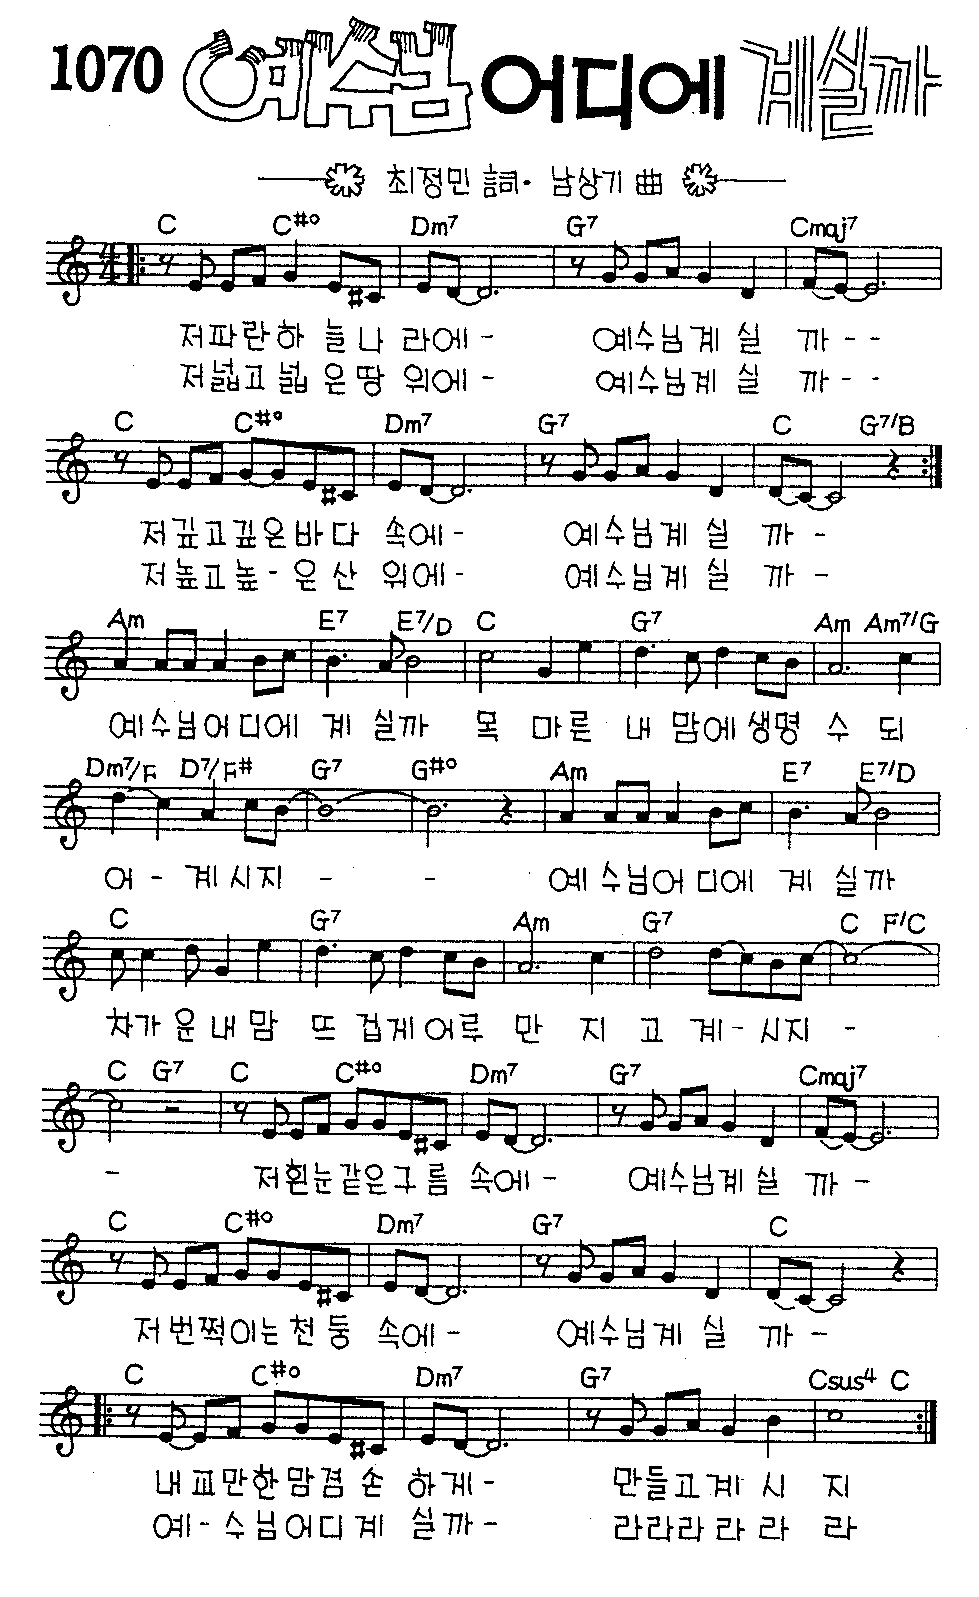 1070 예수님 어디에 계실까
최정민 詞· 남상기 曲
C C#° Dm7 G7 Cmaj7
저파란하 늘나 라에- 예수님계 실 까--
저넓고 넓 은땅 위에- 예수님계 실 까--
C C#° Dm7 G7 C G7/B
저깊고깊은바다 속에- 예수님계 실 까-
저높고높-은산 위에- 예수님계 실 까-
Am E7 E7/D C G7 Am Am7/G
예수님어디에 계 실까 목 마른 내 맘에생명 수 되
Dm7/F D7/F# G7 G#° Am E7 E7/D
어-계시지 - - 예수님어디에 계 실까
C G7 Am G7 C F/C
차가운내맘 뜨 겁게어루 만 지 고 계-시지 -
C G7 C C#° Dm7 G7 Cmaj7
- 저흰눈같은구름 속에- 예수님계 실 까-
C C#° Dm7 G7 C
저번쩍이는천 둥 속에- 예수님계 실 까-
C C#° Dm7 G7 Csus4 C
내교만한맘겸 손 하게- 만들고계 시 지
예-수님어디계 실까- 라라라라 라 라